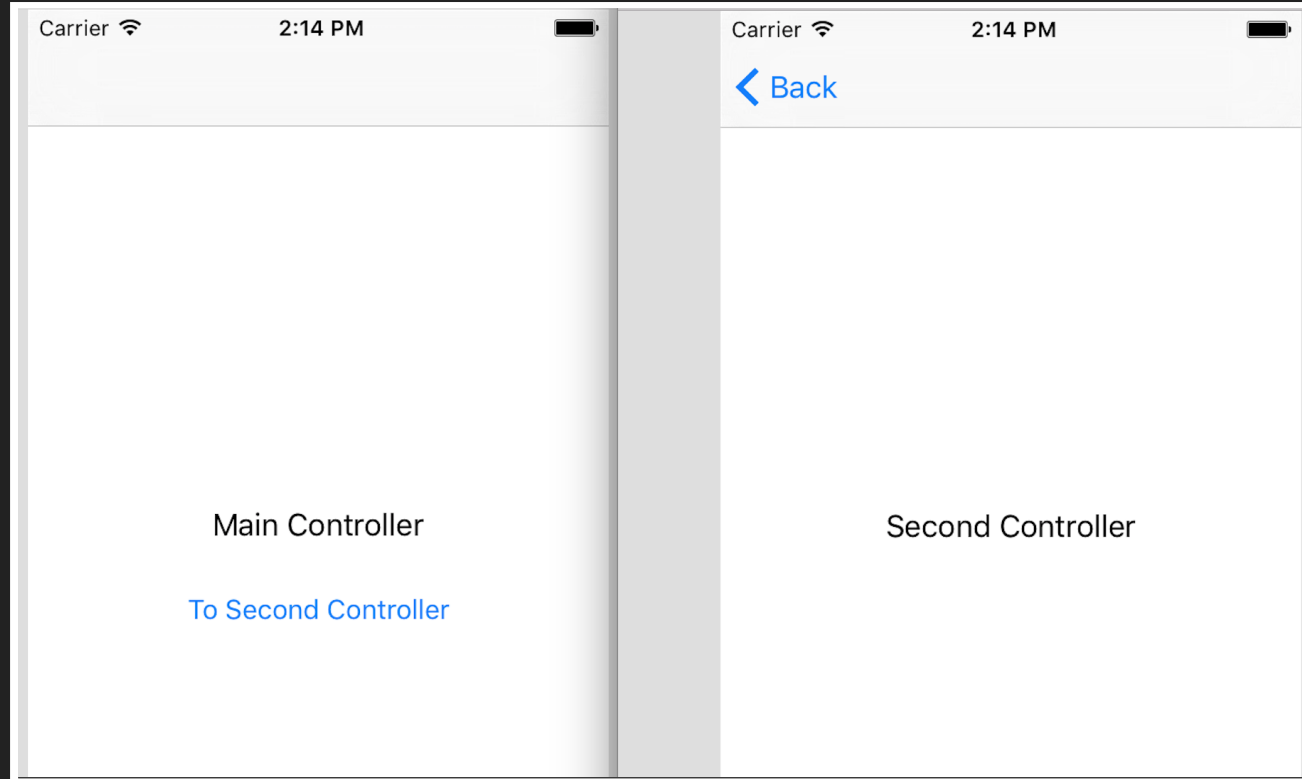 Carrier 2:14 PM
Main Controller
To Second Controller
Carrier 2:14 PM
Back
Second Controller